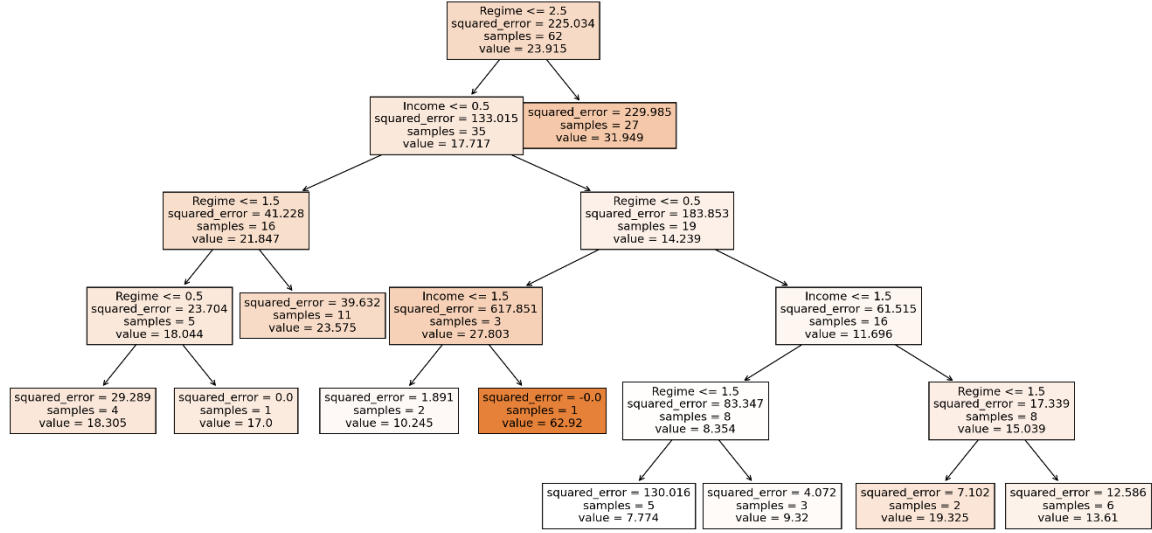 Regime <= 2.5
squared_error = 225.034
samples = 62
value = 23.915
Income <= 0.5
squared_error = 133.015
samples = 35
value = 17.717
squared_error = 229.985
samples = 27
value = 31.949
Regime <= 1.5
squared_error = 41.228
samples = 16
value = 21.847
Regime <= 0.5
squared_error = 183.853
samples = 19
value = 14.239
Regime <= 0.5
squared_error = 23.704
samples = 5
value = 18.044
squared_error = 39.632
samples = 11
value = 23.575
Income <= 1.5
squared_error = 617.851
samples = 3
value = 27.803
Income <= 1.5
squared_error = 61.515
samples = 16
value = 11.696
squared_error = 29.289
samples = 4
value = 18.305
squared_error = 0.0
samples = 1
value = 17.0
squared_error = 1.891
samples = 2
value = 10.245
squared_error = -0.0
samples = 1
value = 62.92
Regime <= 1.5
squared_error = 83.347
samples = 8
value = 8.354
Regime <= 1.5
squared_error = 17.339
samples = 8
value = 15.039
squared_error = 130.016
samples = 5
value = 7.774
squared_error = 4.072
samples = 3
value = 9.32
squared_error = 7.102
samples = 2
value = 19.325
squared_error = 12.586
samples = 6
value = 13.61